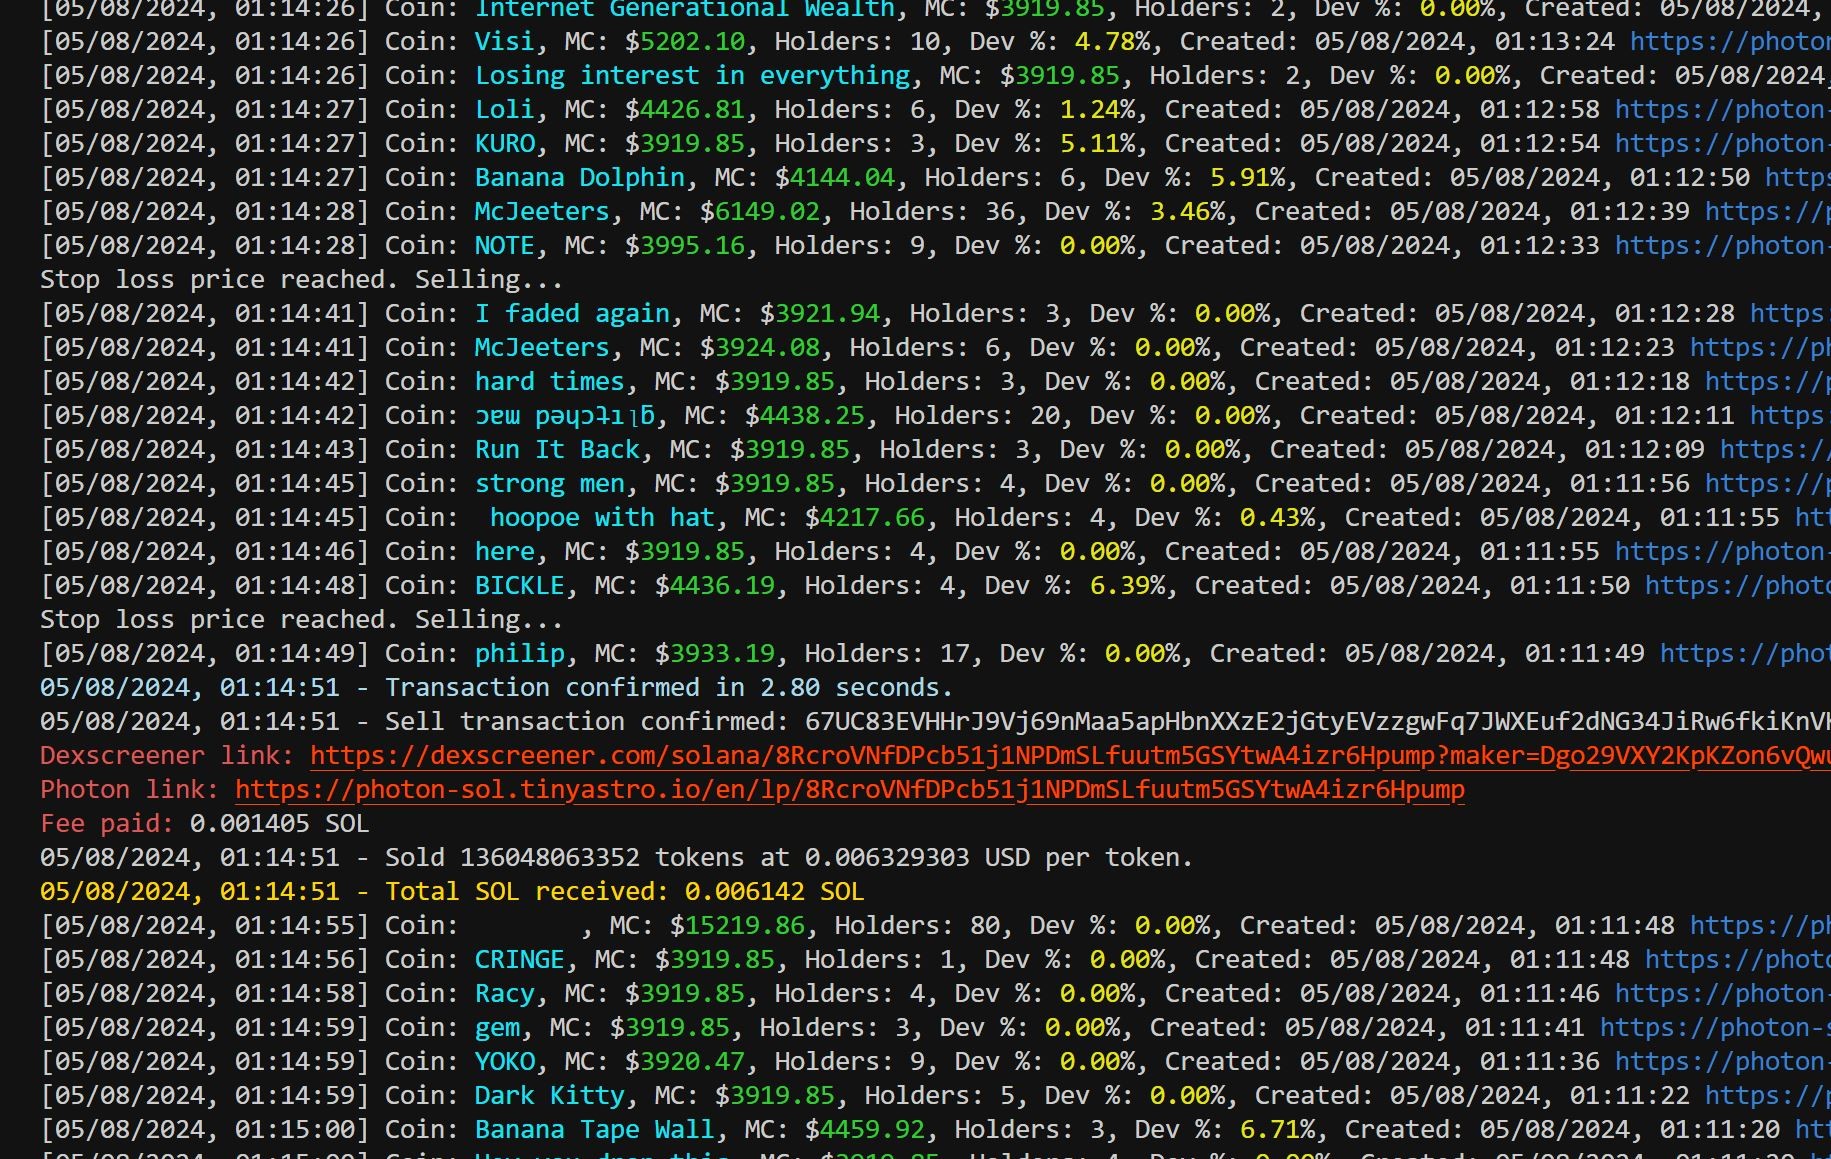 [05/08/2024, 01:14:26] Coin: Internet Generational Wealth, MC: $3919.85, Holders: 2, Dev %: 0.00%, Created: 05/08/2024,
[05/08/2024, 01:14:26] Coin: Visi, MC: $5202.10, Holders: 10, Dev %: 4.78%, Created: 05/08/2024, 01:13:24 https://photon
[05/08/2024, 01:14:26] Coin: Losing interest in everything, MC: $3919.85, Holders: 2, Dev %: 0.00%, Created: 05/08/2024,
[05/08/2024, 01:14:27] Coin: Loli, MC: $4426.81, Holders: 6, Dev %: 1.24%, Created: 05/08/2024, 01:12:58 https://photon-
[05/08/2024, 01:14:27] Coin: KURO, MC: $3919.85, Holders: 3, Dev %: 5.11%, Created: 05/08/2024, 01:12:54 https://photon-
[05/08/2024, 01:14:27] Coin: Banana Dolphin, MC: $4144.04, Holders: 6, Dev %: 5.91%, Created: 05/08/2024, 01:12:50 https
[05/08/2024, 01:14:28] Coin: McJeeters, MC: $6149.02, Holders: 36, Dev %: 3.46%, Created: 05/08/2024, 01:12:39 https://p
[05/08/2024, 01:14:28] Coin: NOTE, MC: $3995.16, Holders: 9, Dev %: 0.00%, Created: 05/08/2024, 01:12:33 https://photon-
Stop loss price reached. Selling...
[05/08/2024, 01:14:41] Coin: I faded again, MC: $3921.94, Holders: 3, Dev %: 0.00%, Created: 05/08/2024, 01:12:28 https:
[05/08/2024, 01:14:41] Coin: McJeeters, MC: $3924.08, Holders: 6, Dev %: 0.00%, Created: 05/08/2024, 01:12:23 https://ph
[05/08/2024, 01:14:42] Coin: hard times, MC: $3919.85, Holders: 3, Dev %: 0.00%, Created: 05/08/2024, 01:12:18 https://p
[05/08/2024, 01:14:42] Coin: MC: $4438.25, Holders: 20, Dev %: 0.00%, Created: 05/08/2024, 01:12:11 https:
[05/08/2024, 01:14:43] Coin: Run It Back, MC: $3919.85, Holders: 3, Dev %: 0.00%, Created: 05/08/2024, 01:12:09 https://
[05/08/2024, 01:14:45] Coin: strong men, MC: $3919.85, Holders: 4, Dev %: 0.00%, Created: 05/08/2024, 01:11:56 https://p
[05/08/2024, 01:14:45] Coin:  hoopoe with hat, MC: $4217.66, Holders: 4, Dev %: 0.43%, Created: 05/08/2024, 01:11:55 htt
[05/08/2024, 01:14:46] Coin: here, MC: $3919.85, Holders: 4, Dev %: 0.00%, Created: 05/08/2024, 01:11:55 https://photon-
[05/08/2024, 01:14:48] Coin: BICKLE, MC: $4436.19, Holders: 4, Dev %: 6.39%, Created: 05/08/2024, 01:11:50 https://photo
Stop loss price reached. Selling...
[05/08/2024, 01:14:49] Coin: philip, MC: $3933.19, Holders: 17, Dev %: 0.00%, Created: 05/08/2024, 01:11:49 https://phot
05/08/2024, 01:14:51 - Transaction confirmed in 2.80 seconds.
05/08/2024, 01:14:51 - Sell transaction confirmed: 67UC83EVHHrJ9Vj69nMaa5apHbnXXzE2jGtyEVzzgwFq7JWXEuf2dNG34JiRw6fkiKnVK
Dexscreener link: https://dexscreener.com/solana/8RcroVNfDPcb51j1NPDmSLfuutm5GSYtwA4izr6Hpump?maker=Dgo29VXY2KpKZon6vQwu
Photon link: https://photon-sol.tinyastro.io/en/lp/8RcroVNfDPcb51j1NPDmSLfuutm5GSYtwA4izr6Hpump
Fee paid: 0.001405 SOL
05/08/2024, 01:14:51 - Sold 136048063352 tokens at 0.006329303 USD per token.
05/08/2024, 01:14:51 - Total SOL received: 0.006142 SOL
[05/08/2024, 01:14:55] Coin:        , MC: $15219.86, Holders: 80, Dev %: 0.00%, Created: 05/08/2024, 01:11:48 https://ph
[05/08/2024, 01:14:56] Coin: CRINGE, MC: $3919.85, Holders: 1, Dev %: 0.00%, Created: 05/08/2024, 01:11:48 https://photo
[05/08/2024, 01:14:58] Coin: Racy, MC: $3919.85, Holders: 4, Dev %: 0.00%, Created: 05/08/2024, 01:11:46 https://photon-
[05/08/2024, 01:14:59] Coin: gem, MC: $3919.85, Holders: 3, Dev %: 0.00%, Created: 05/08/2024, 01:11:41 https://photon-s
[05/08/2024, 01:14:59] Coin: YOKO, MC: $3920.47, Holders: 9, Dev %: 0.00%, Created: 05/08/2024, 01:11:36 https://photon-
[05/08/2024, 01:14:59] Coin: Dark Kitty, MC: $3919.85, Holders: 5, Dev %: 0.00%, Created: 05/08/2024, 01:11:22 https://p
[05/08/2024, 01:15:00] Coin: Banana Tape Wall, MC: $4459.92, Holders: 3, Dev %: 6.71%, Created: 05/08/2024, 01:11:20 htt